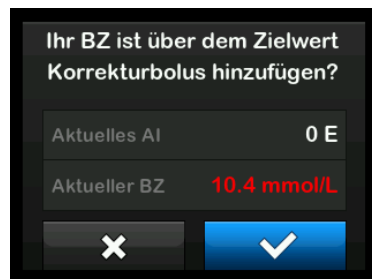 Ihr BZ ist über dem Zielwert
Korrekturbolus hinzufügen?
Aktuelles AI 0 E
Aktueller BZ 10.4 mmol/L